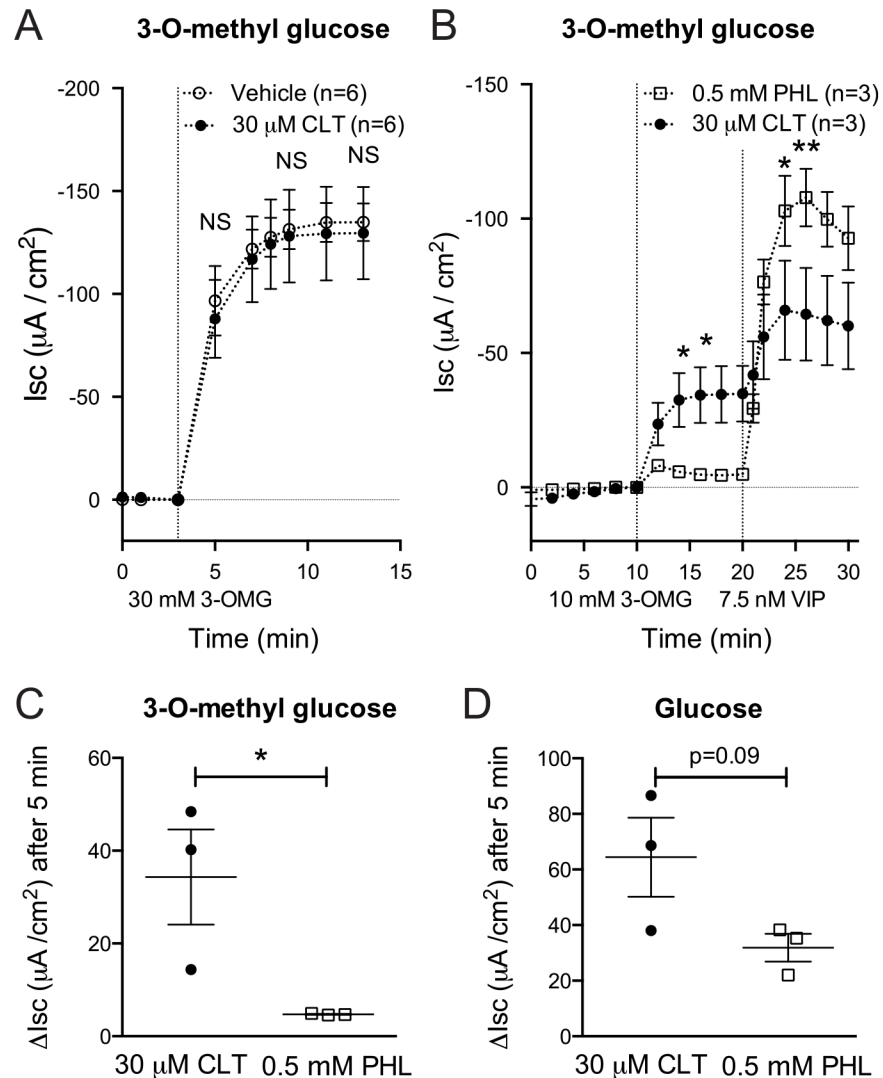 A
3-O-methyl glucose
Vehicle (n=6)
30 μM CLT (n=6)
NS
NS
NS
-200
-150
-100
-50
0
Isc (μA / cm²)
0
5
10
15
30 mM 3-OMG
Time (min)
B
3-O-methyl glucose
0.5 mM PHL (n=3)
30 μM CLT (n=3)
*
**
*
*
-150
-100
-50
0
Isc (μA / cm²)
0
5
10
15
20
25
30
10 mM 3-OMG
7.5 nM VIP
Time (min)
C
3-O-methyl glucose
*
60
40
20
0
ΔIsc (μA /cm²) after 5 min
30 μM CLT
0.5 mM PHL
D
Glucose
p=0.09
100
80
60
40
20
0
ΔIsc (μA /cm²) after 5 min
30 μM CLT
0.5 mM PHL